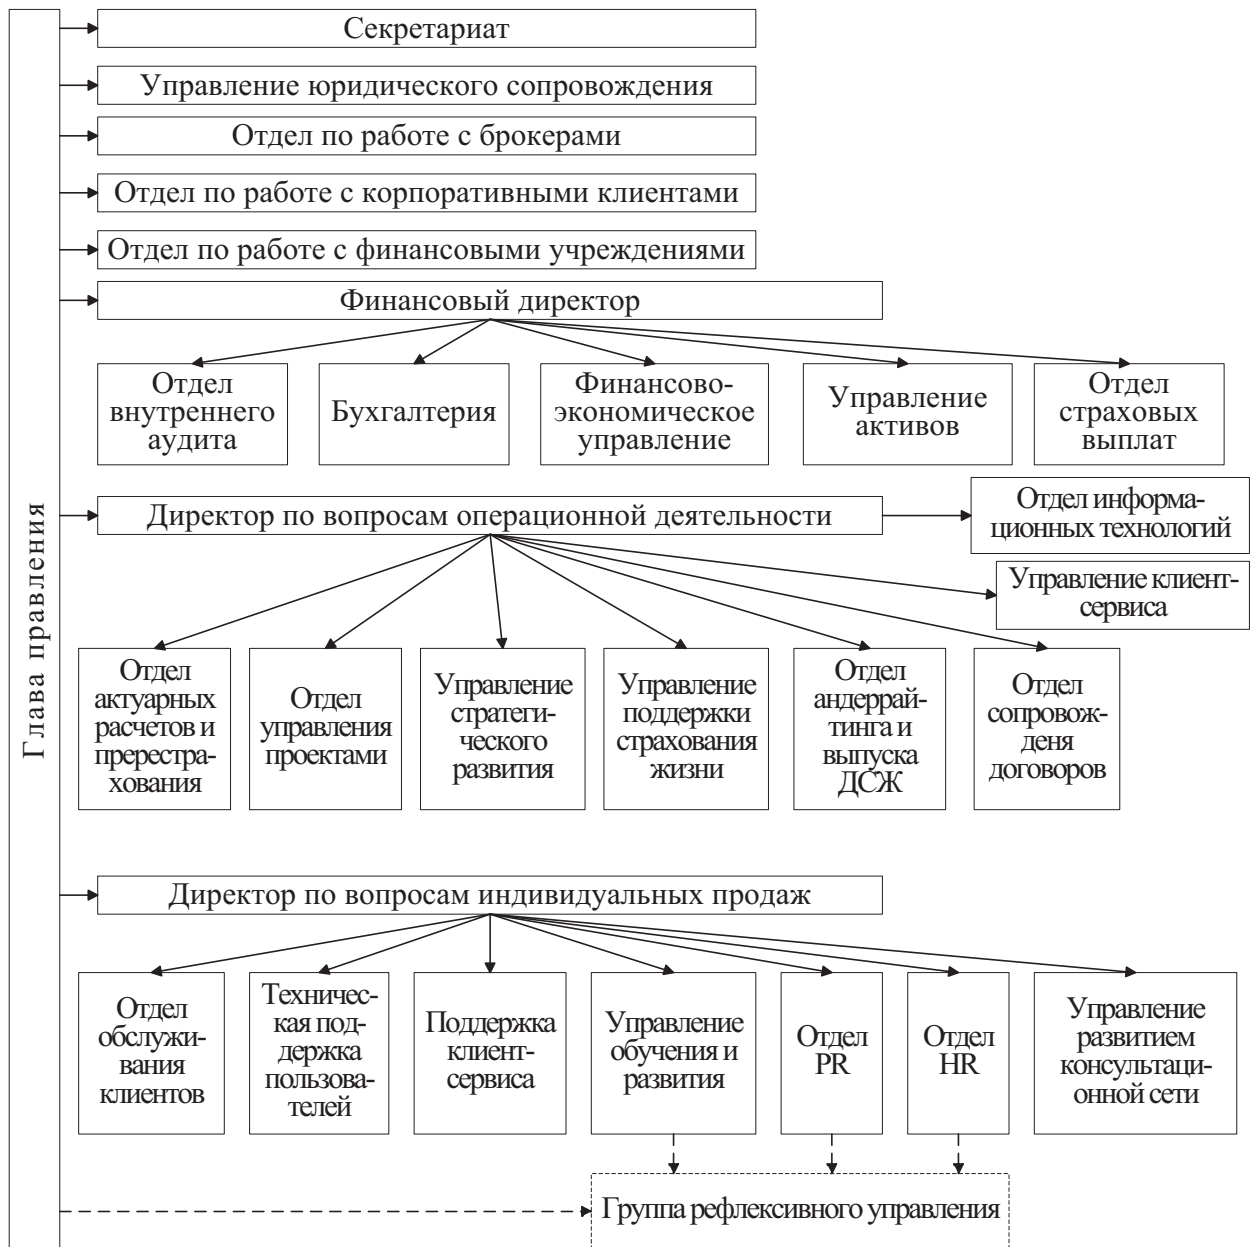 Глава правления
Секретариат
Управление юридического сопровождения
Отдел по работе с брокерами
Отдел по работе с корпоративными клиентами
Отдел по работе с финансовыми учреждениями
Финансовый директор
Отдел
внутреннего
аудита
Бухгалтерия
Финансово-
экономическое
управление
Управление
активов
Отдел
страховых
выплат
Директор по вопросам операционной деятельности
Отдел информа-
ционных технологий
Управление клиент-
сервиса
Отдел
актуарных
расчетов и
пререстра-
хования
Отдел
управления
проектами
Управление
стратеги-
ческого
развития
Управление
поддержки
страхования
жизни
Отдел
андеррай-
тинга и
выпуска
ДСЖ
Отдел
сопровож-
деня
договоров
Директор по вопросам индивидуальных продаж
Отдел
обслужи-
вания
клиентов
Техничес-
кая под-
держка
пользова-
телей
Поддержка
клиент-
сервиса
Управление
обучения и
развития
Отдел
PR
Отдел
HR
Управление
развитием
консультаци-
онной сети
Группа рефлексивного управления